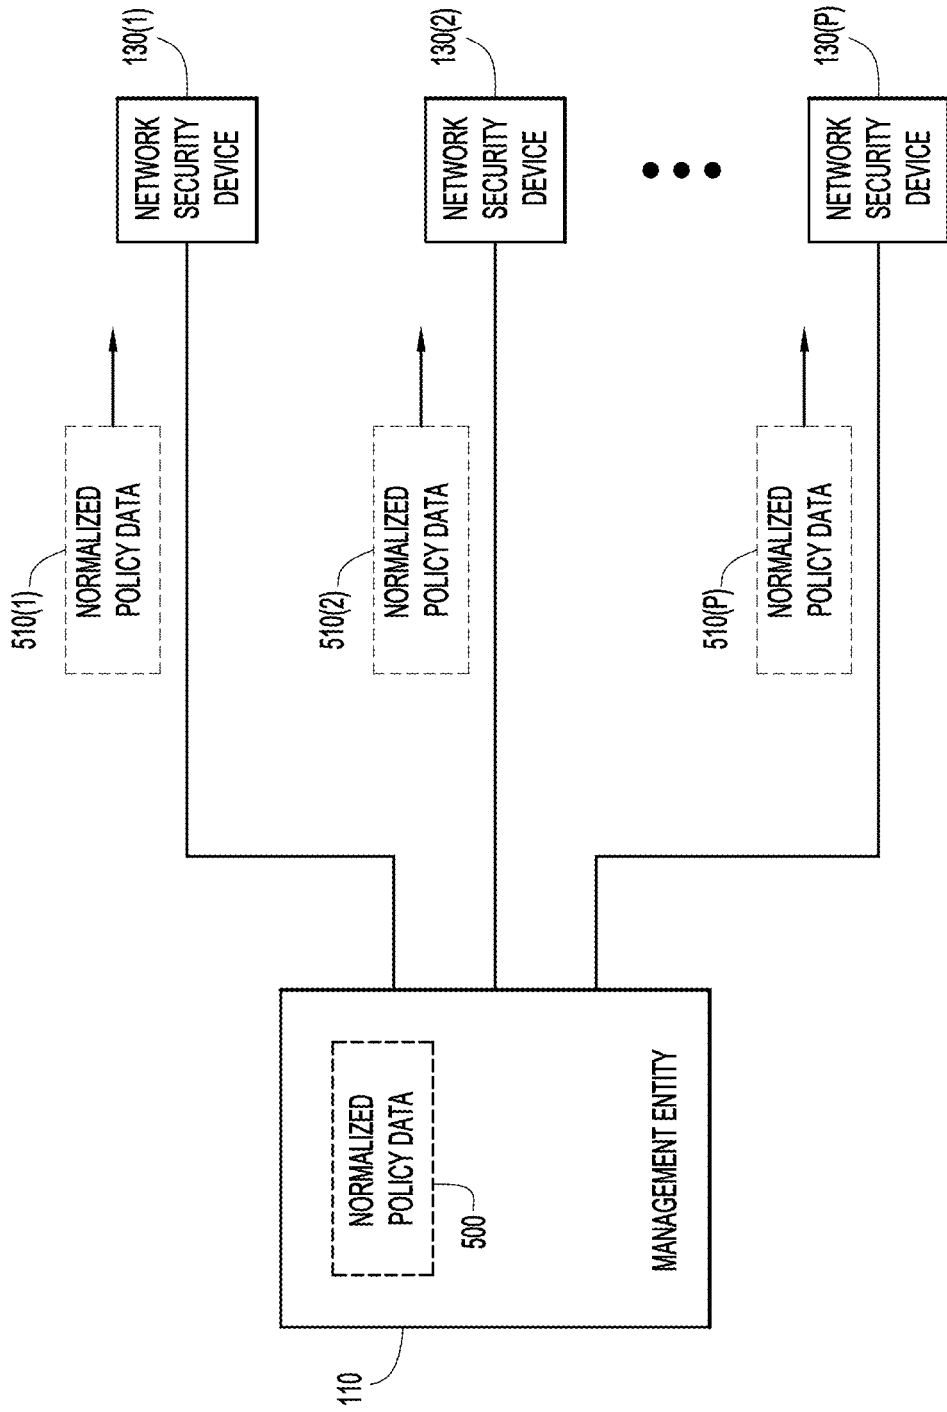 110
NORMALIZED
POLICY DATA
500
MANAGEMENT ENTITY
510(1)
NORMALIZED
POLICY DATA
130(1)
NETWORK
SECURITY
DEVICE
510(2)
NORMALIZED
POLICY DATA
130(2)
NETWORK
SECURITY
DEVICE
510(P)
NORMALIZED
POLICY DATA
130(P)
NETWORK
SECURITY
DEVICE